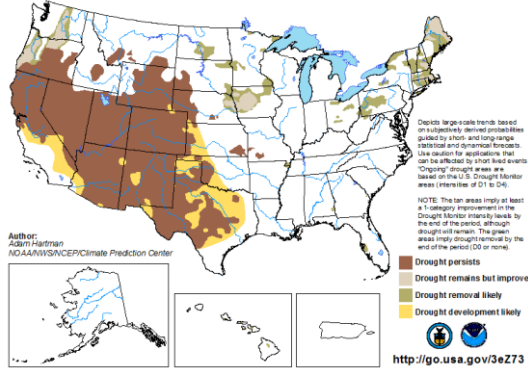 Depicts large-scale trends
based on subjectively derived probabilities
guided by short- and long-range
statistical and dynamical forecasts.
Use caution for applications that
can be affected by short lived events
"Ongoing" drought areas are
based on the U.S. Drought Monitor
areas (intensities of D1 to D4).
NOTE: The tan areas imply at least
a 1-category improvement in the
Drought Monitor intensity levels by
the end of the period, although
drought will remain. The green
areas imply drought removal by the
end of the period (D0 or none).
Author:
Adam Hartman
NOAA/NWS/NCEP/Climate Prediction Center
Drought persists
Drought remains but improve
Drought removal likely
Drought development likely
http://go.usa.gov/3eZ73